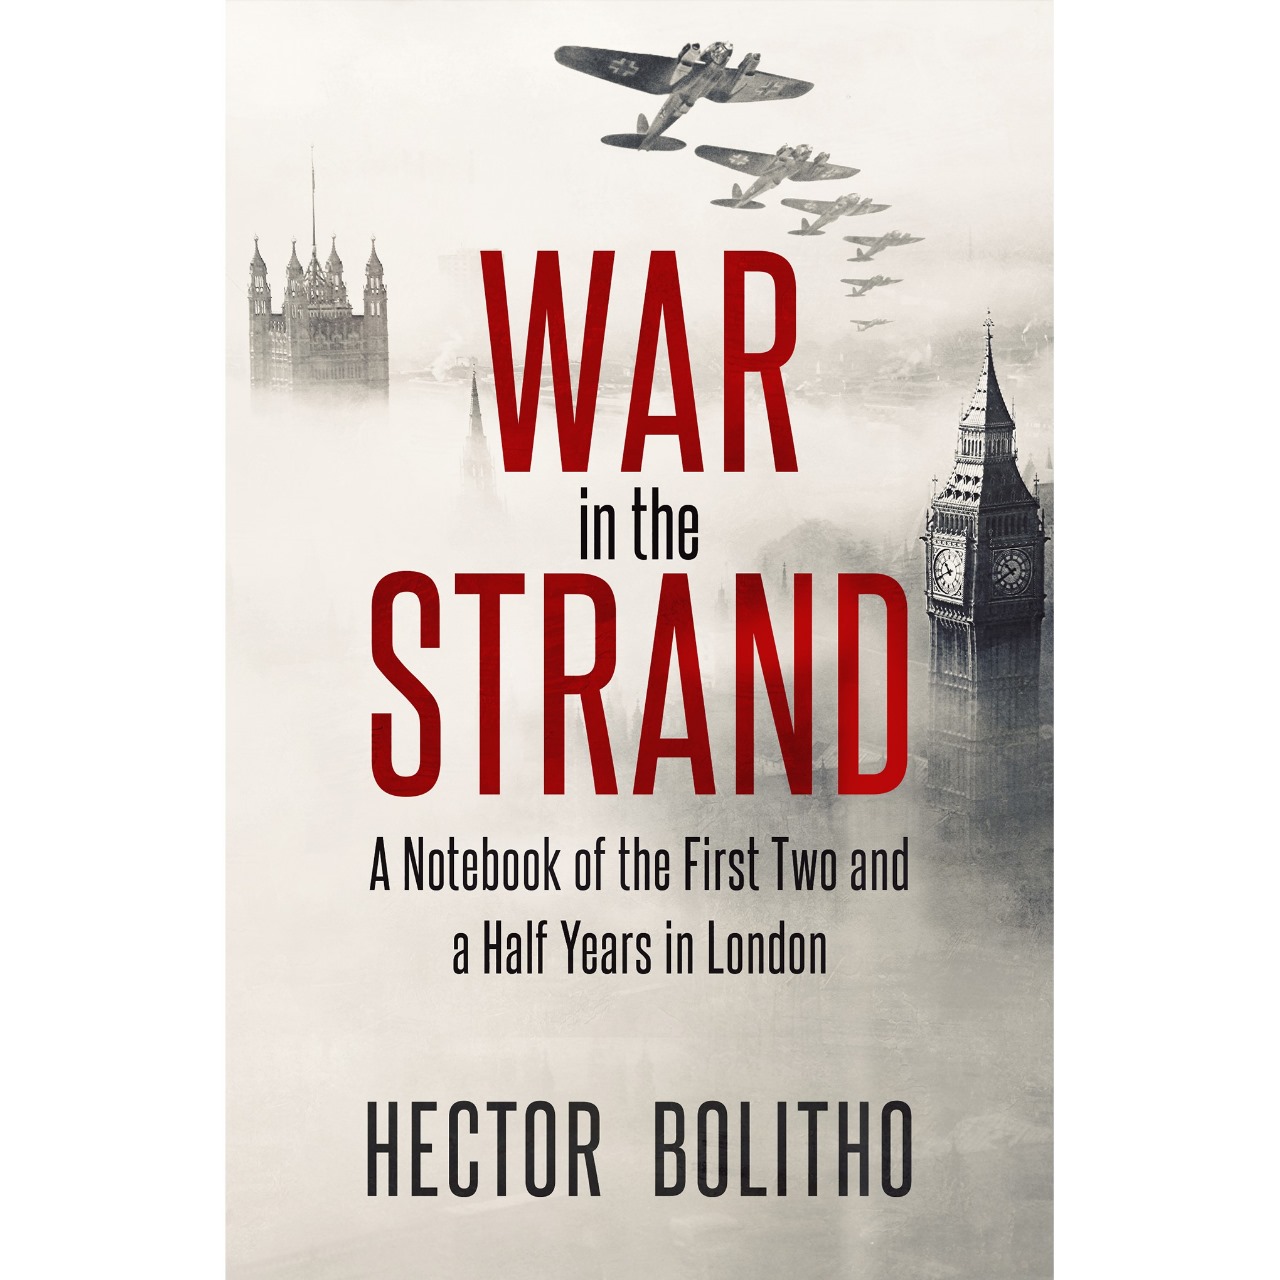 WAR
in the
STRAND
A Notebook of the First Two and
a Half Years in London
HECTOR BOLITHO